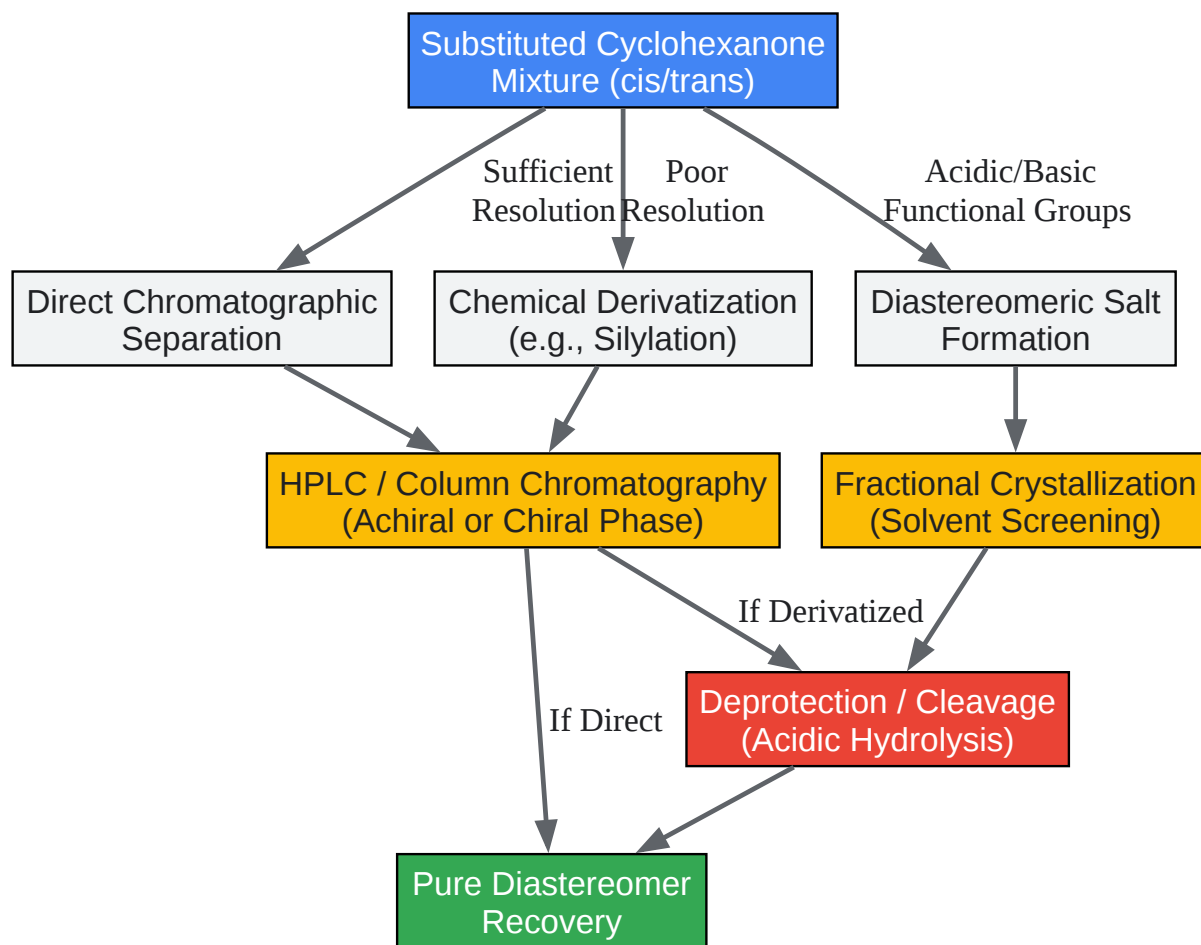 Substituted Cyclohexanone
Mixture (cis/trans)
Sufficient
Resolution
Poor
Resolution
Acidic/Basic
Functional Groups
Direct Chromatographic
Separation
Chemical Derivatization
(e.g., Silylation)
Diastereomeric Salt
Formation
HPLC / Column Chromatography
(Achiral or Chiral Phase)
Fractional Crystallization
(Solvent Screening)
If Derivatized
If Direct
Deprotection / Cleavage
(Acidic Hydrolysis)
Pure Diastereomer
Recovery